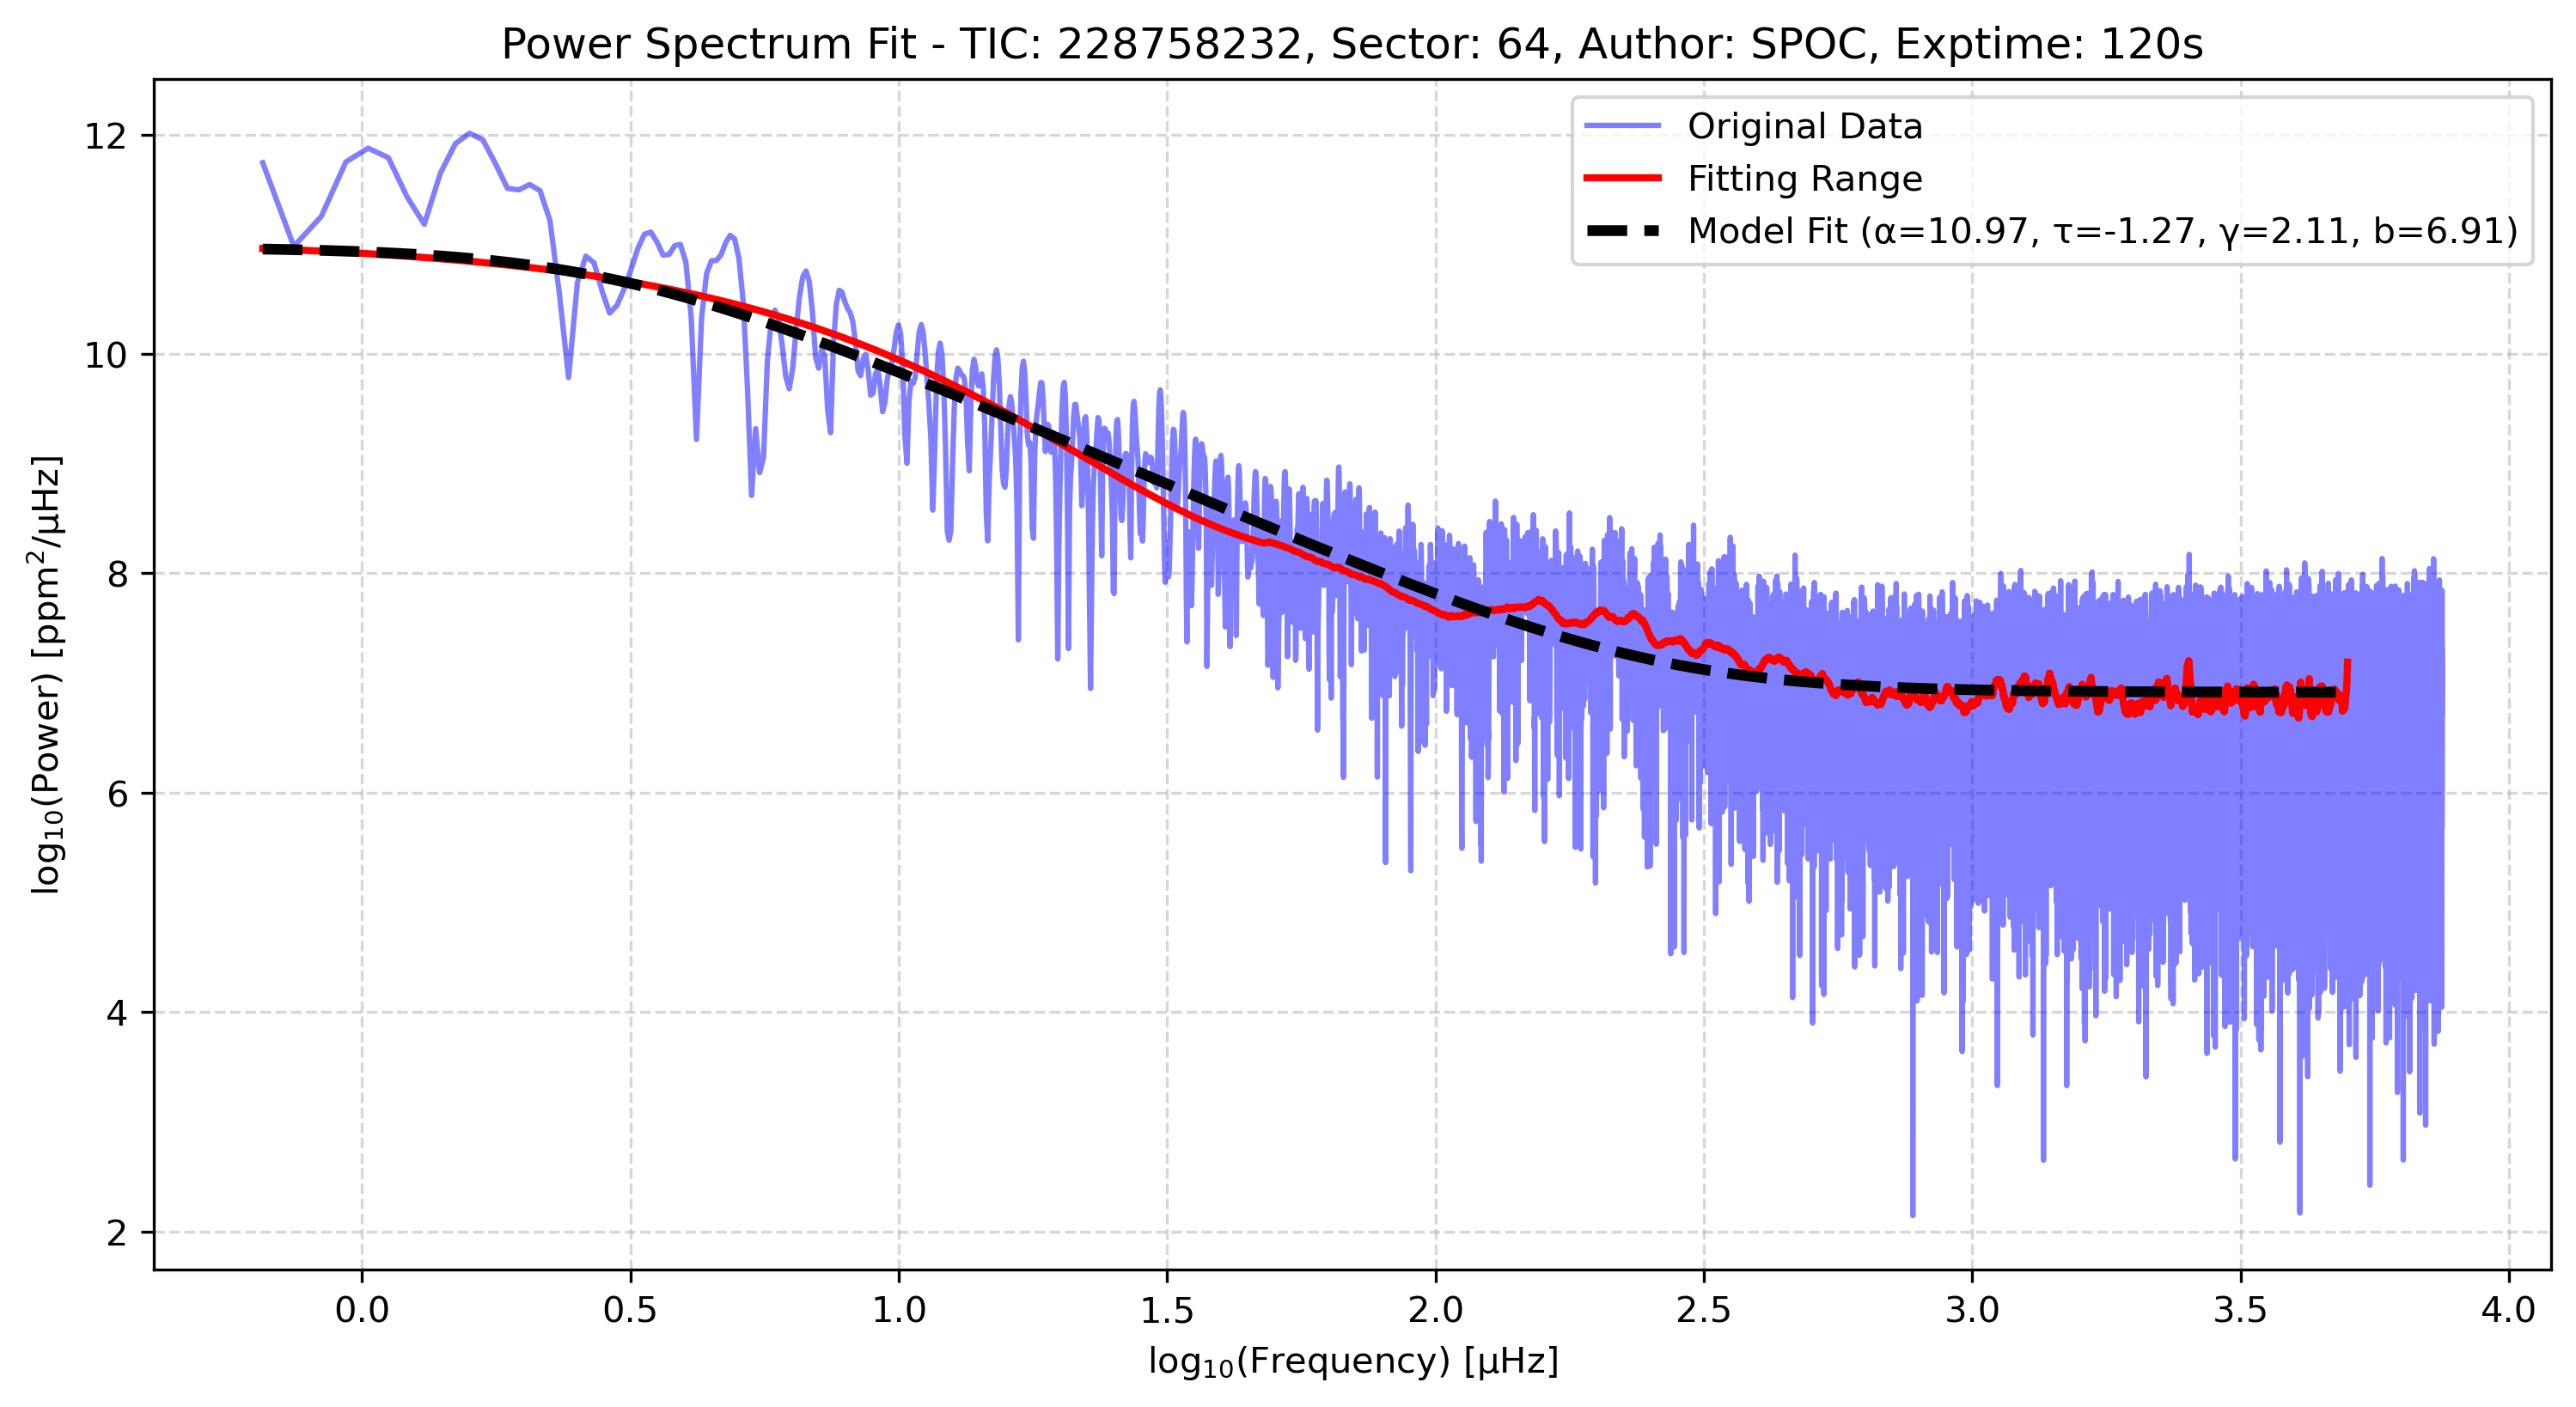 Power Spectrum Fit - TIC: 228758232, Sector: 64, Author: SPOC, Exptime: 120s
Original Data
Fitting Range
Model Fit (α=10.97, τ=-1.27, γ=2.11, b=6.91)
log₁₀(Power) [ppm²/μHz]
12
10
8
6
4
2
0.0 0.5 1.0 1.5 2.0 2.5 3.0 3.5 4.0
log₁₀(Frequency) [μHz]